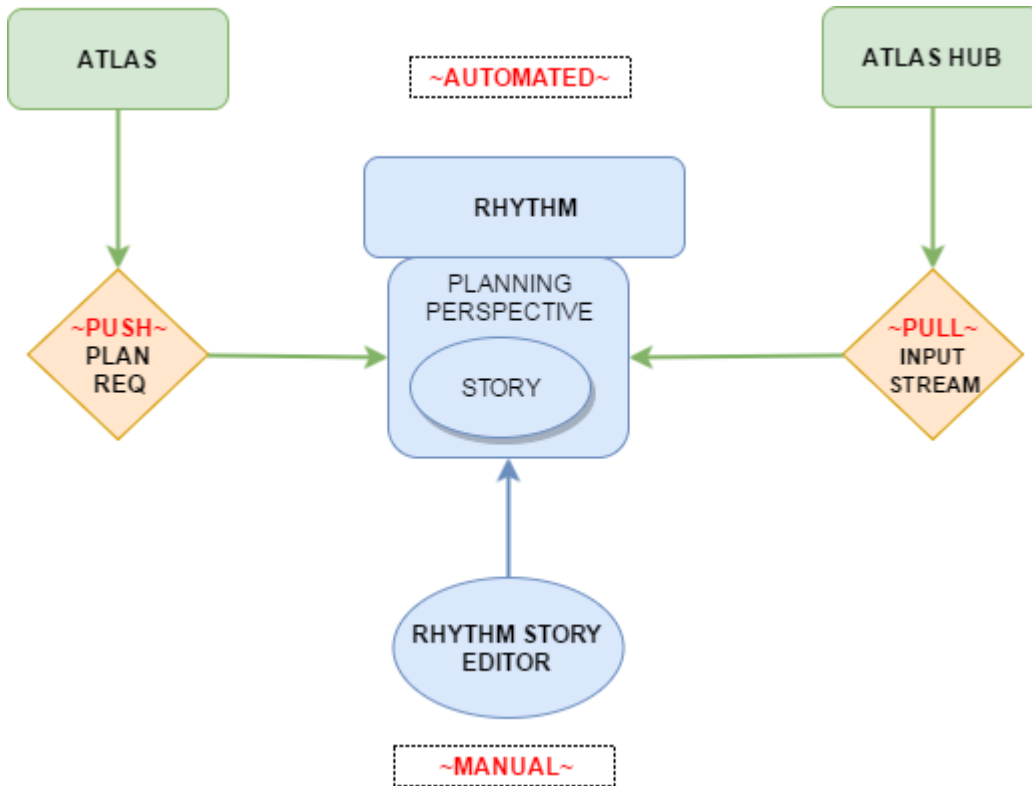 ATLAS
ATLAS HUB
~AUTOMATED~
RHYTHM
PLANNING
PERSPECTIVE
STORY
~PUSH~
PLAN
REQ
~PULL~
INPUT
STREAM
RHYTHM STORY
EDITOR
~MANUAL~